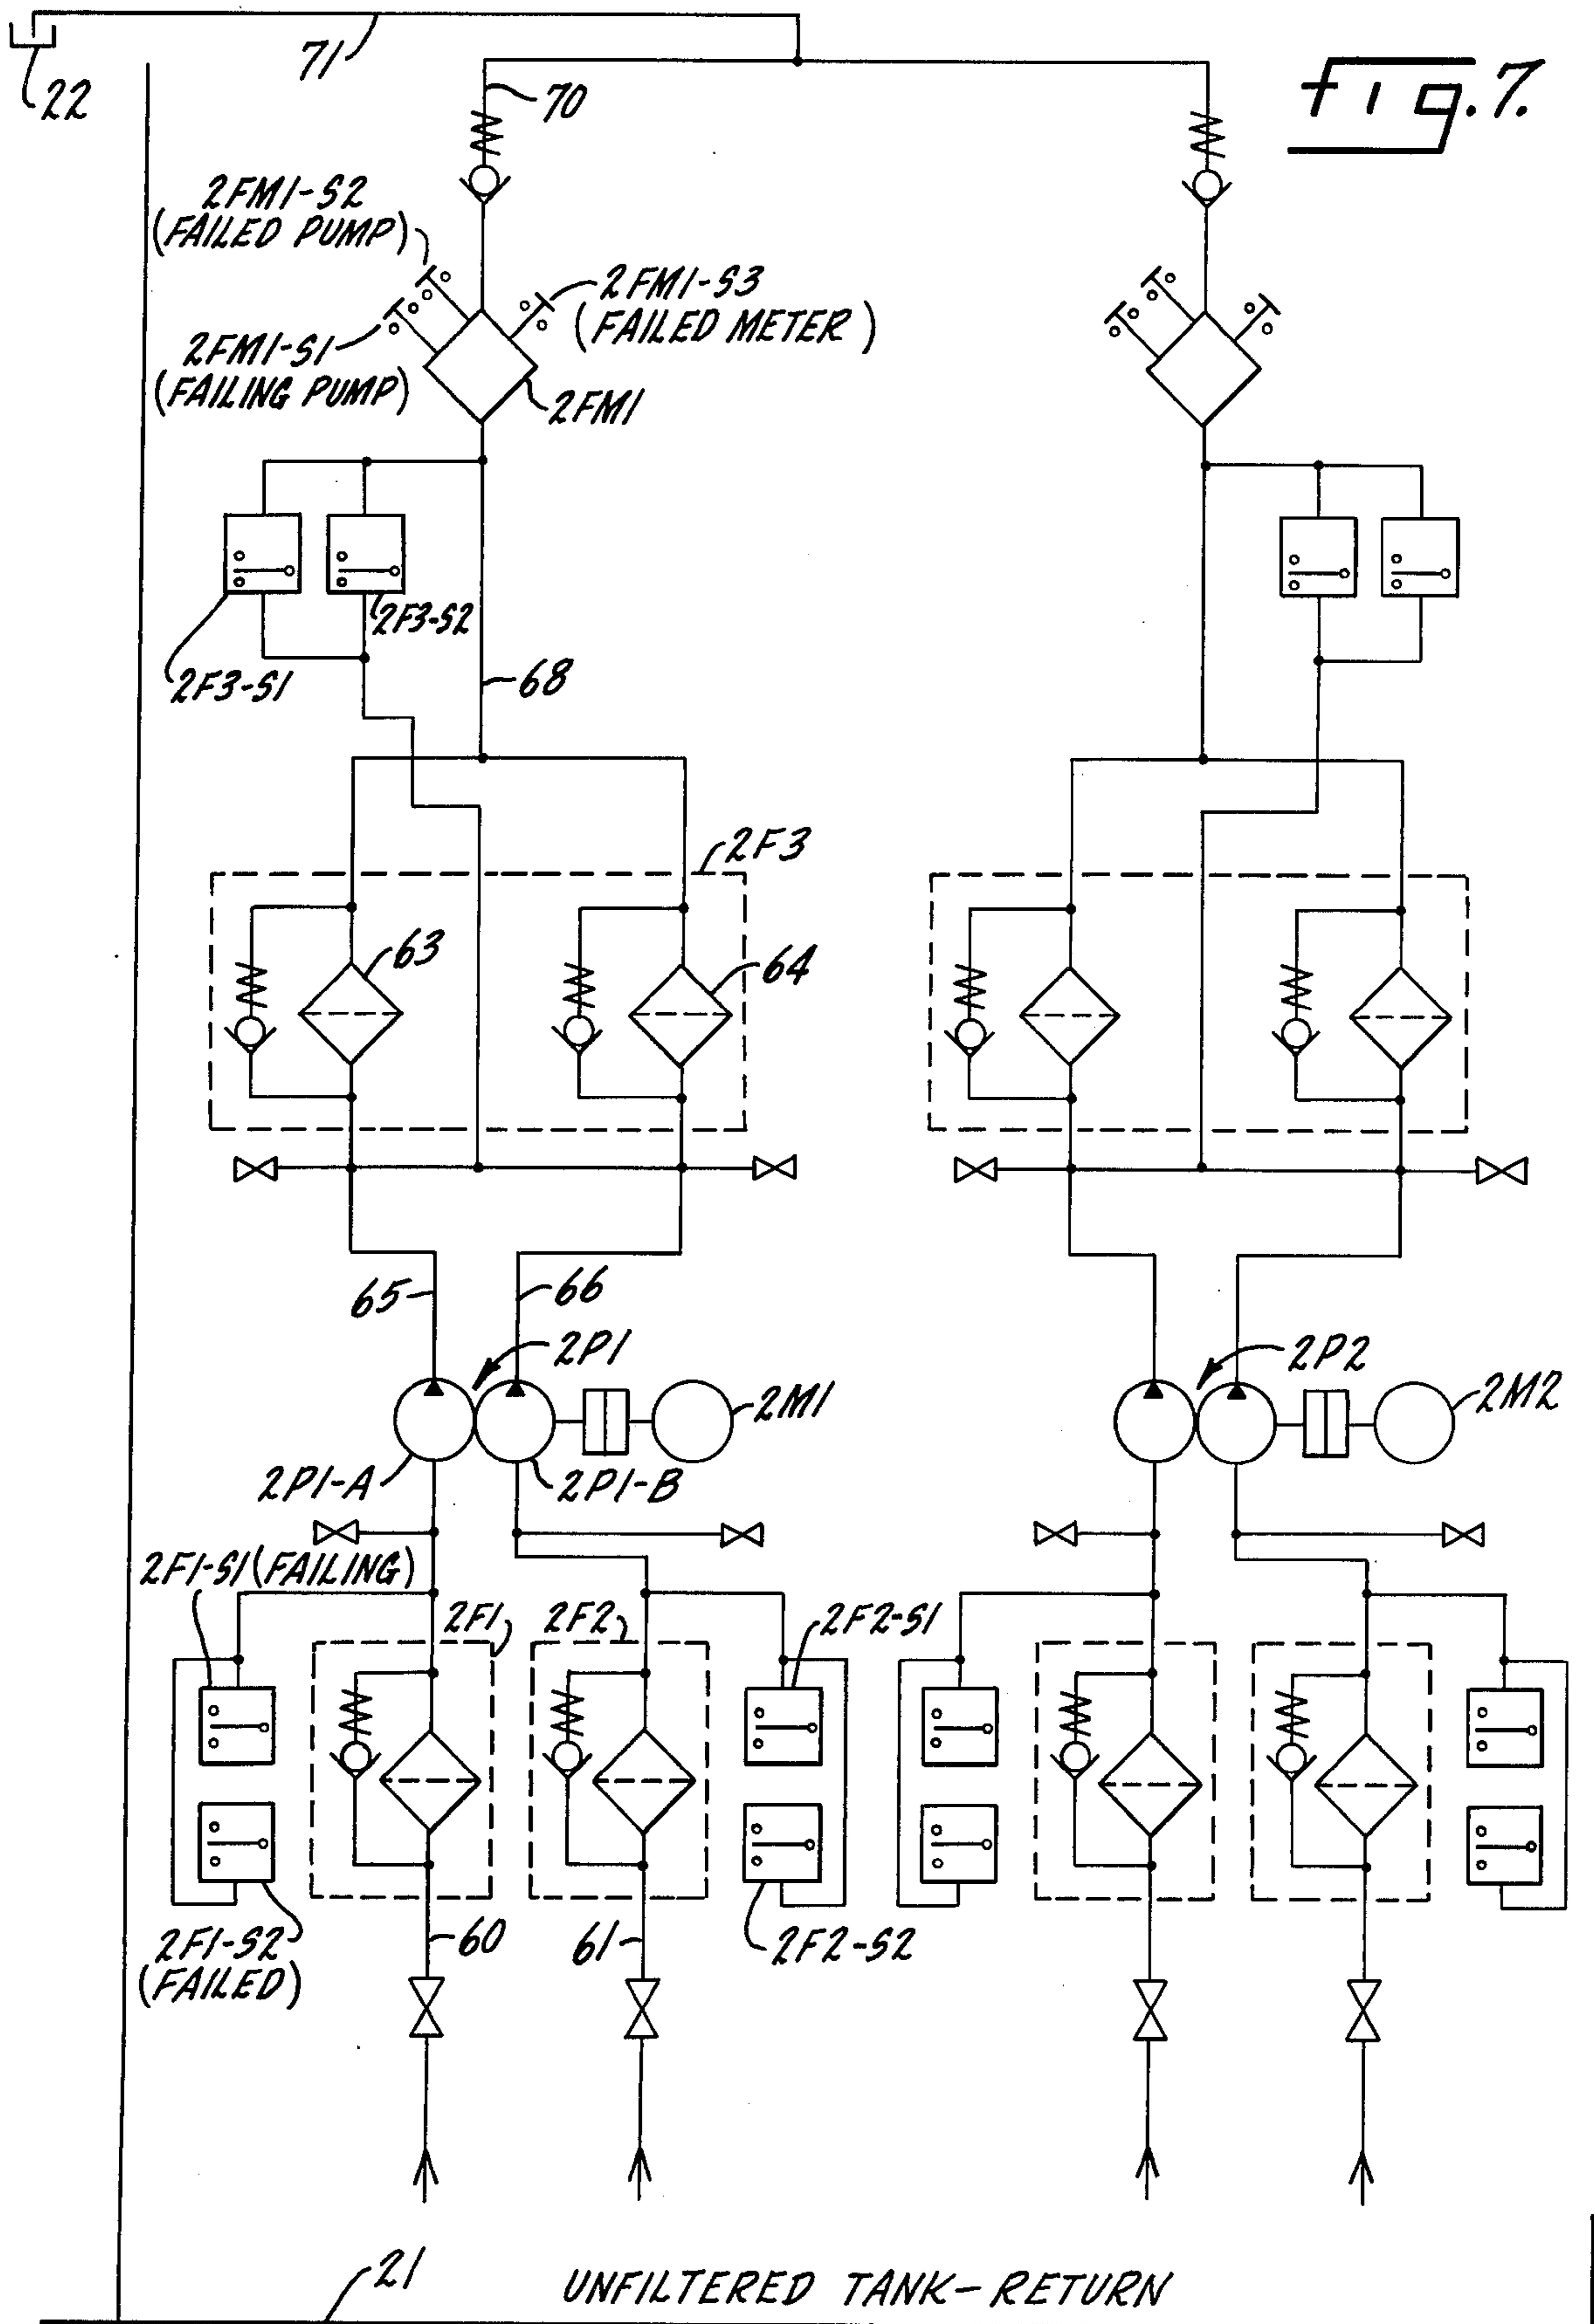 Fig. 7.
71
22
70
2FM1-S2
(FAILED PUMP)
2FM1-S3
(FAILED METER)
2FM1-S1
(FAILING PUMP)
2FM1
2F3-S2
2F3-S1
68
2F3
63
64
65
66
2P1
2P2
2M1
2M2
2P1-A
2P1-B
2F1-S1 (FAILING)
2F1
2F2
2F2-S1
2F1-S2
(FAILED)
60
61
2F2-S2
21
UNFILTERED TANK-RETURN